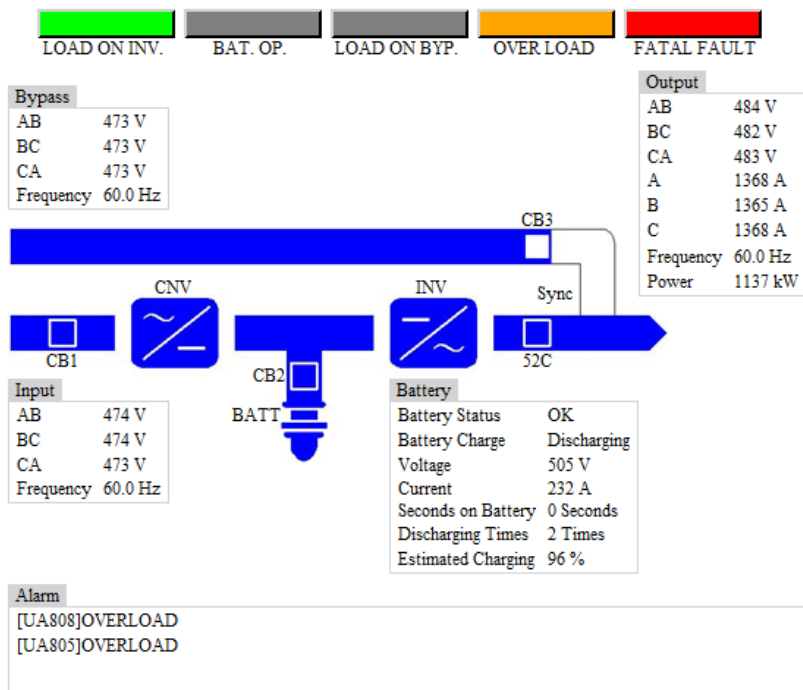 LOAD ON INV. BAT. OP. LOAD ON BYP. OVER LOAD FATAL FAULT
Bypass
AB 473 V
BC 473 V
CA 473 V
Frequency 60.0 Hz
Output
AB 484 V
BC 482 V
CA 483 V
A 1368 A
B 1365 A
C 1368 A
Frequency 60.0 Hz
Power 1137 kW
CB3
CNV
INV
Sync
CB1
CB2
52C
BATT
Input
AB 474 V
BC 474 V
CA 473 V
Frequency 60.0 Hz
Battery
Battery Status OK
Battery Charge Discharging
Voltage 505 V
Current 232 A
Seconds on Battery 0 Seconds
Discharging Times 2 Times
Estimated Charging 96 %
Alarm
[UA808]OVERLOAD
[UA805]OVERLOAD